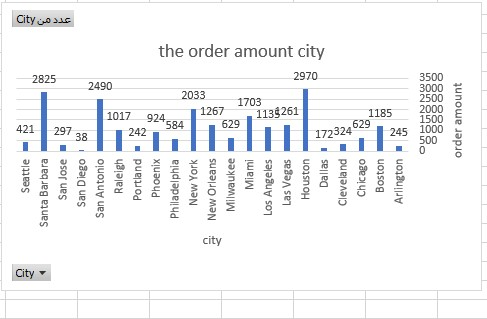 عدد من City
the order amount city
3500
3000
2500
2000
1500
1000
500
0
order amount
421
2825
297
38
2490
1017
242
924
584
2033
1267
629
1703
1135
1261
2970
172
324
629
1185
245
Seattle
Santa Barbara
San Jose
San Diego
San Antonio
Raleigh
Portland
Phoenix
Philadelphia
New York
New Orleans
Milwaukee
Miami
Los Angeles
Las Vegas
Houston
Dallas
Cleveland
Chicago
Boston
Arlington
city
City